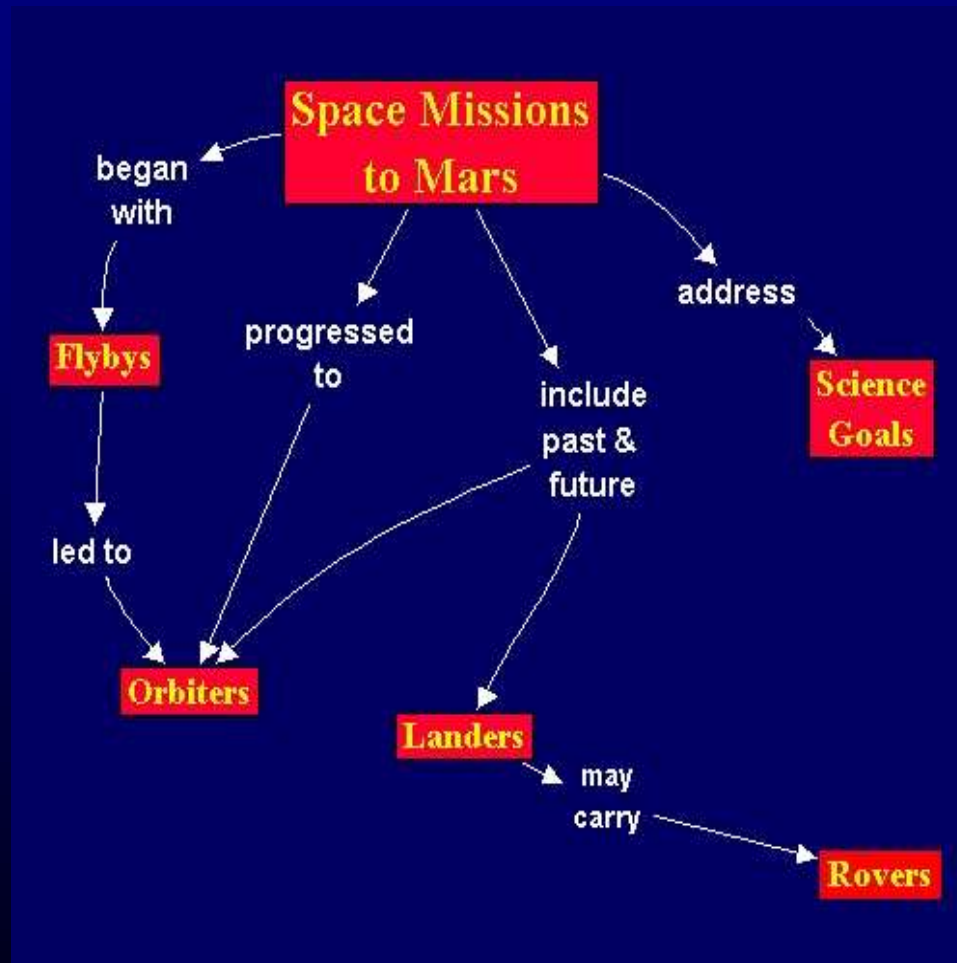 Space Missions
to Mars
began
with
address
progressed
to
Flybys
include
past &
future
Science
Goals
led to
Orbiters
Landers
may
carry
Rovers